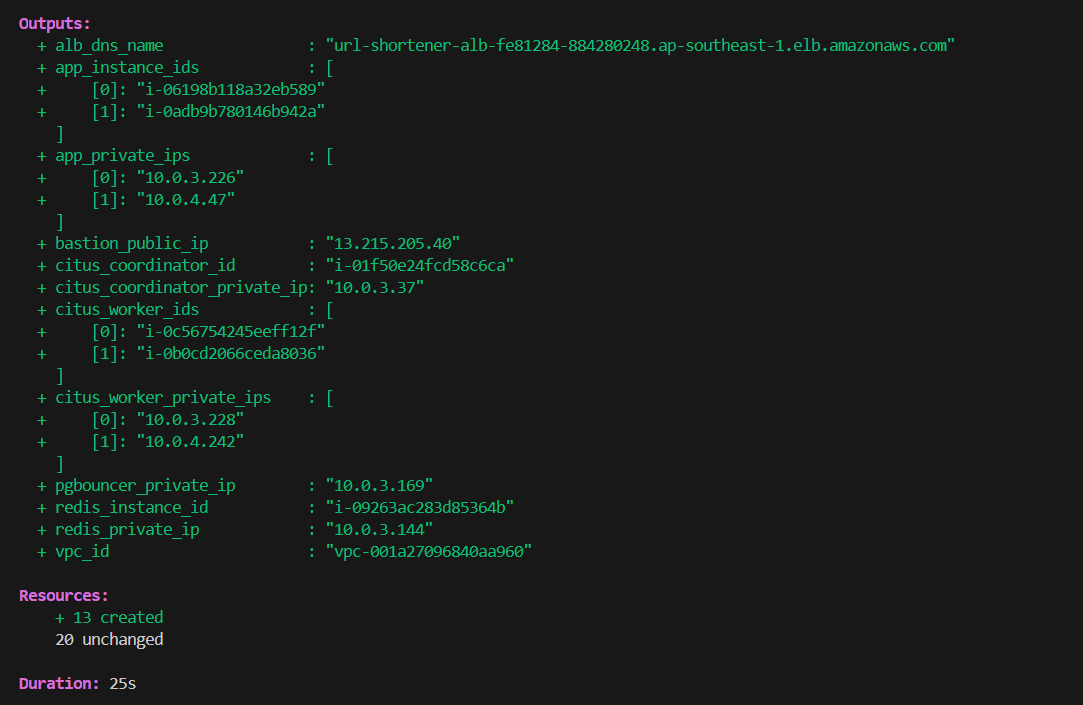 Outputs:
+ alb_dns_name                : "url-shortener-alb-fe81284-884280248.ap-southeast-1.elb.amazonaws.com"
+ app_instance_ids            : [
+     [0]: "i-06198b118a32eb589"
+     [1]: "i-0adb9b780146b942a"
]
+ app_private_ips             : [
+     [0]: "10.0.3.226"
+     [1]: "10.0.4.47"
]
+ bastion_public_ip           : "13.215.205.40"
+ citus_coordinator_id        : "i-01f50e24fcd58c6ca"
+ citus_coordinator_private_ip: "10.0.3.37"
+ citus_worker_ids            : [
+     [0]: "i-0c56754245eeff12f"
+     [1]: "i-0b0cd2066ceda8036"
]
+ citus_worker_private_ips    : [
+     [0]: "10.0.3.228"
+     [1]: "10.0.4.242"
]
+ pgbouncer_private_ip        : "10.0.3.169"
+ redis_instance_id           : "i-09263ac283d85364b"
+ redis_private_ip            : "10.0.3.144"
+ vpc_id                      : "vpc-001a27096840aa960"
Resources:
+ 13 created
20 unchanged
Duration: 25s